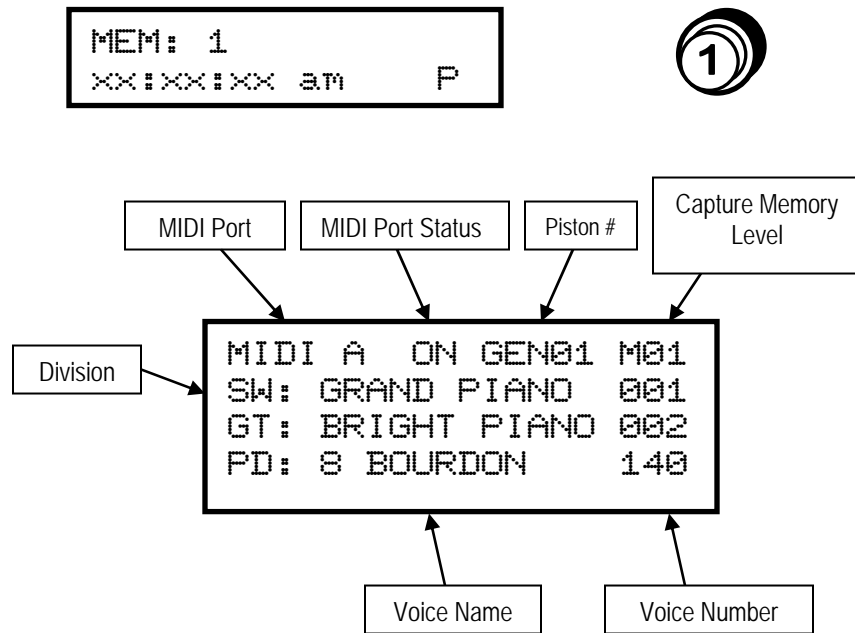 MEM: 1
xx:xx:xx am P
1
MIDI Port
MIDI Port Status
Piston #
Capture Memory
Level
Division
MIDI A ON GEN01 M01
SW: GRAND PIANO 001
GT: BRIGHT PIANO 002
PD: 8 BOURDON 140
Voice Name
Voice Number